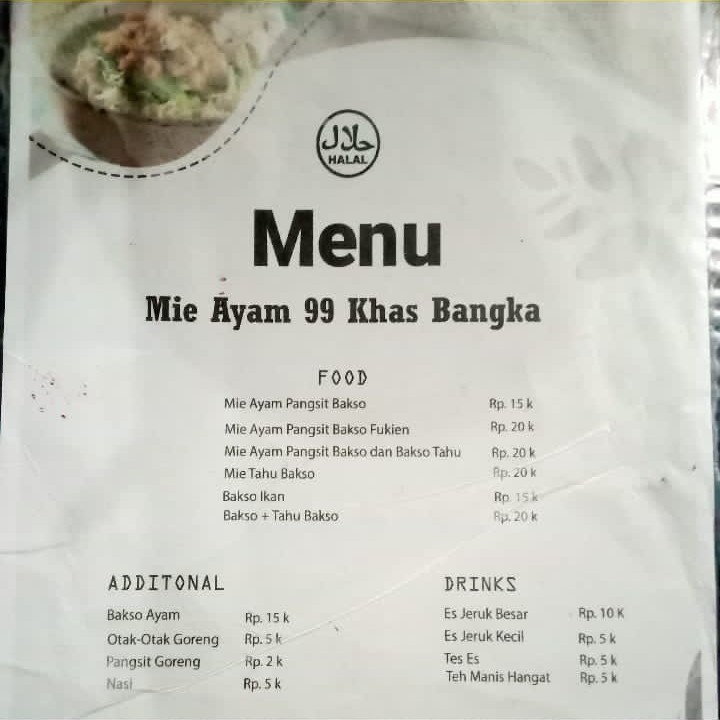 حلال
HALAL
Menu
Mie Ayam 99 Khas Bangka
FOOD
Mie Ayam Pangsit Bakso Rp. 15 k
Mie Ayam Pangsit Bakso Fukien Rp. 20 k
Mie Ayam Pangsit Bakso dan Bakso Tahu Rp. 20 k
Mie Tahu Bakso Rp. 20 k
Bakso Ikan Rp. 15 k
Bakso + Tahu Bakso Rp. 20 k
ADDITONAL
Bakso Ayam Rp. 15 k
Otak-Otak Goreng Rp. 5 k
Pangsit Goreng Rp. 2 k
Nasi Rp. 5 k
DRINKS
Es Jeruk Besar Rp. 10 K
Es Jeruk Kecil Rp. 5 k
Tes Es Rp. 5 k
Teh Manis Hangat Rp. 5 k